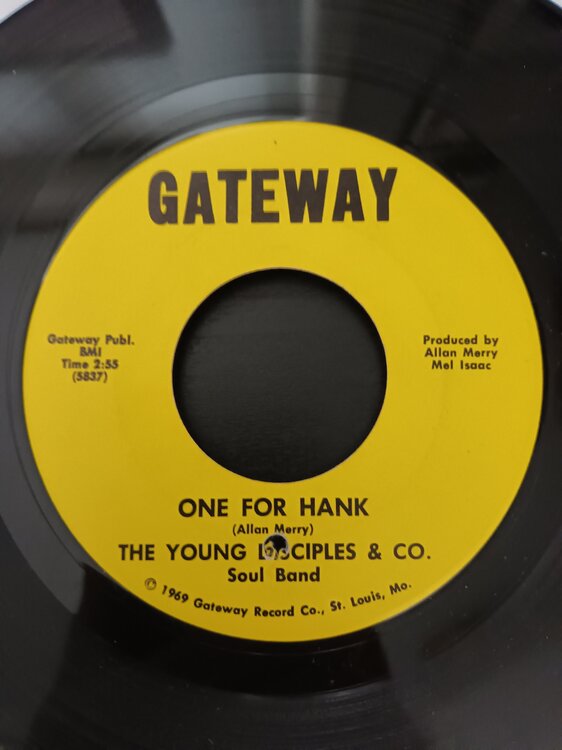 GATEWAY
Gateway Publ.
BMI
Time 2:55
(5837)
Produced by
Allan Merry
Mel Isaac
ONE FOR HANK
(Allan Merry)
THE YOUNG DISCIPLES & CO.
Soul Band
© 1969 Gateway Record Co., St. Louis, Mo.